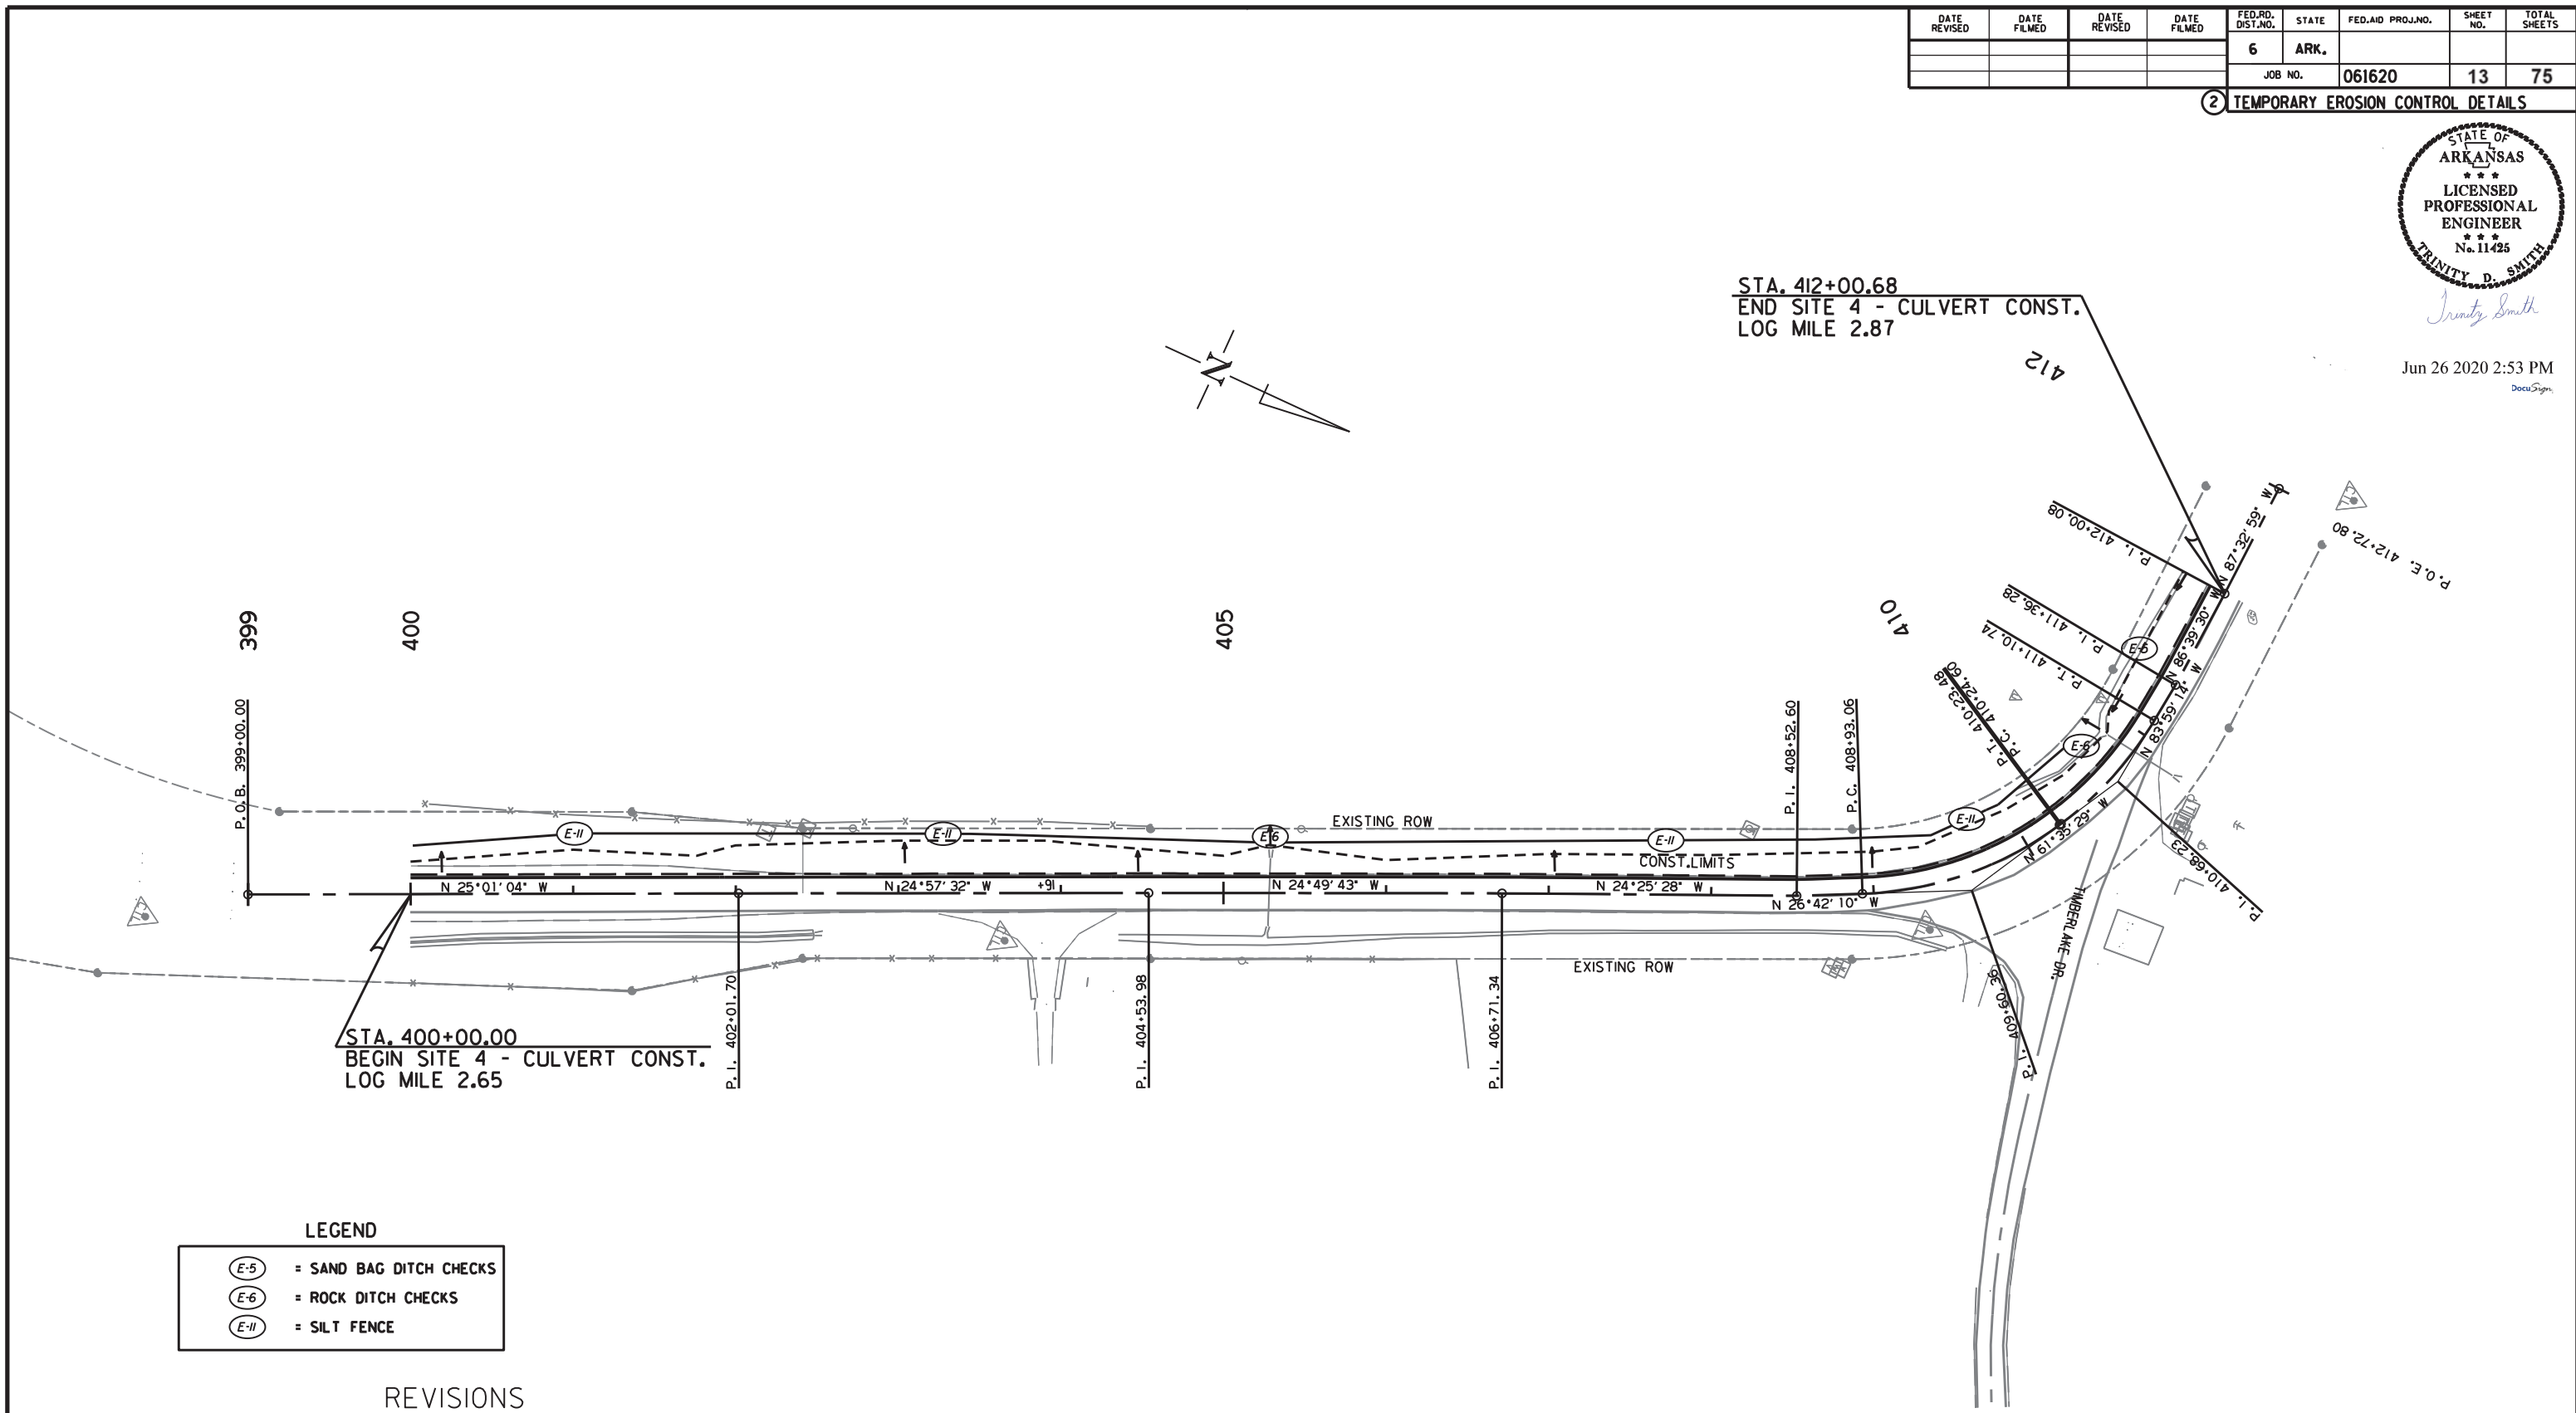 DATE REVISED
DATE FILMED
DATE REVISED
DATE FILMED
FED.RD. DIST.NO.
STATE
FED.AID PROJ.NO.
SHEET NO.
TOTAL SHEETS
6
ARK.
JOB NO.
061620
13
75
2 TEMPORARY EROSION CONTROL DETAILS
STATE OF
ARKANSAS
★ ★ ★
LICENSED
PROFESSIONAL
ENGINEER
★ ★ ★
No. 11425
TRINITY D. SMITH
Trinity Smith
Jun 26 2020 2:53 PM
DocuSign
STA. 412+00.68
END SITE 4 - CULVERT CONST.
LOG MILE 2.87
N
412
P.I. 412+00.08
N 87°32'59" W
P.O.E. 412+72.80
P.I. 411+36.28
P.T. 411+10.74
E-5
N 86°39'30" W
N 83°59'14" W
399
400
405
410
P.T. 410+23.48
P.C. 410+24.60
P.O.B. 399+00.00
P.I. 408+52.60
P.C. 408+93.06
E-6
E-11
E-11
E-6
E-11
E-11
EXISTING ROW
CONST.LIMITS
N 25°01'04" W
N 24°57'32" W
+91
N 24°49'43" W
N 24°25'28" W
N 26°42'10" W
N 61°35'29" W
P.I. 410+68.23
TIMBERLAKE DR.
EXISTING ROW
P.I. 409+60.36
P.I. 402+01.70
P.I. 404+53.98
P.I. 406+71.34
STA. 400+00.00
BEGIN SITE 4 - CULVERT CONST.
LOG MILE 2.65
LEGEND
E-5 = SAND BAG DITCH CHECKS
E-6 = ROCK DITCH CHECKS
E-11 = SILT FENCE
REVISIONS